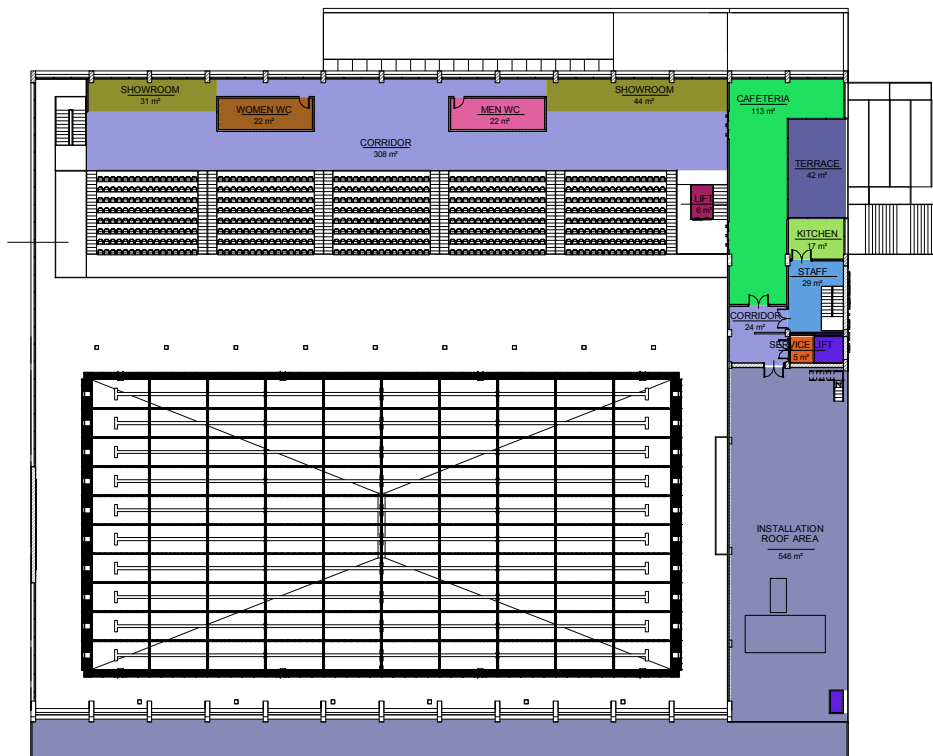 SHOWROOM
31 m²
WOMEN WC
22 m²
MEN WC
22 m²
SHOWROOM
44 m²
CAFETERIA
113 m²
CORRIDOR
308 m²
TERRACE
42 m²
LIFT
6 m²
KITCHEN
17 m²
STAFF
29 m²
CORRIDOR
24 m²
SERVICE LIFT
5 m²
INSTALLATION
ROOF AREA
546 m²